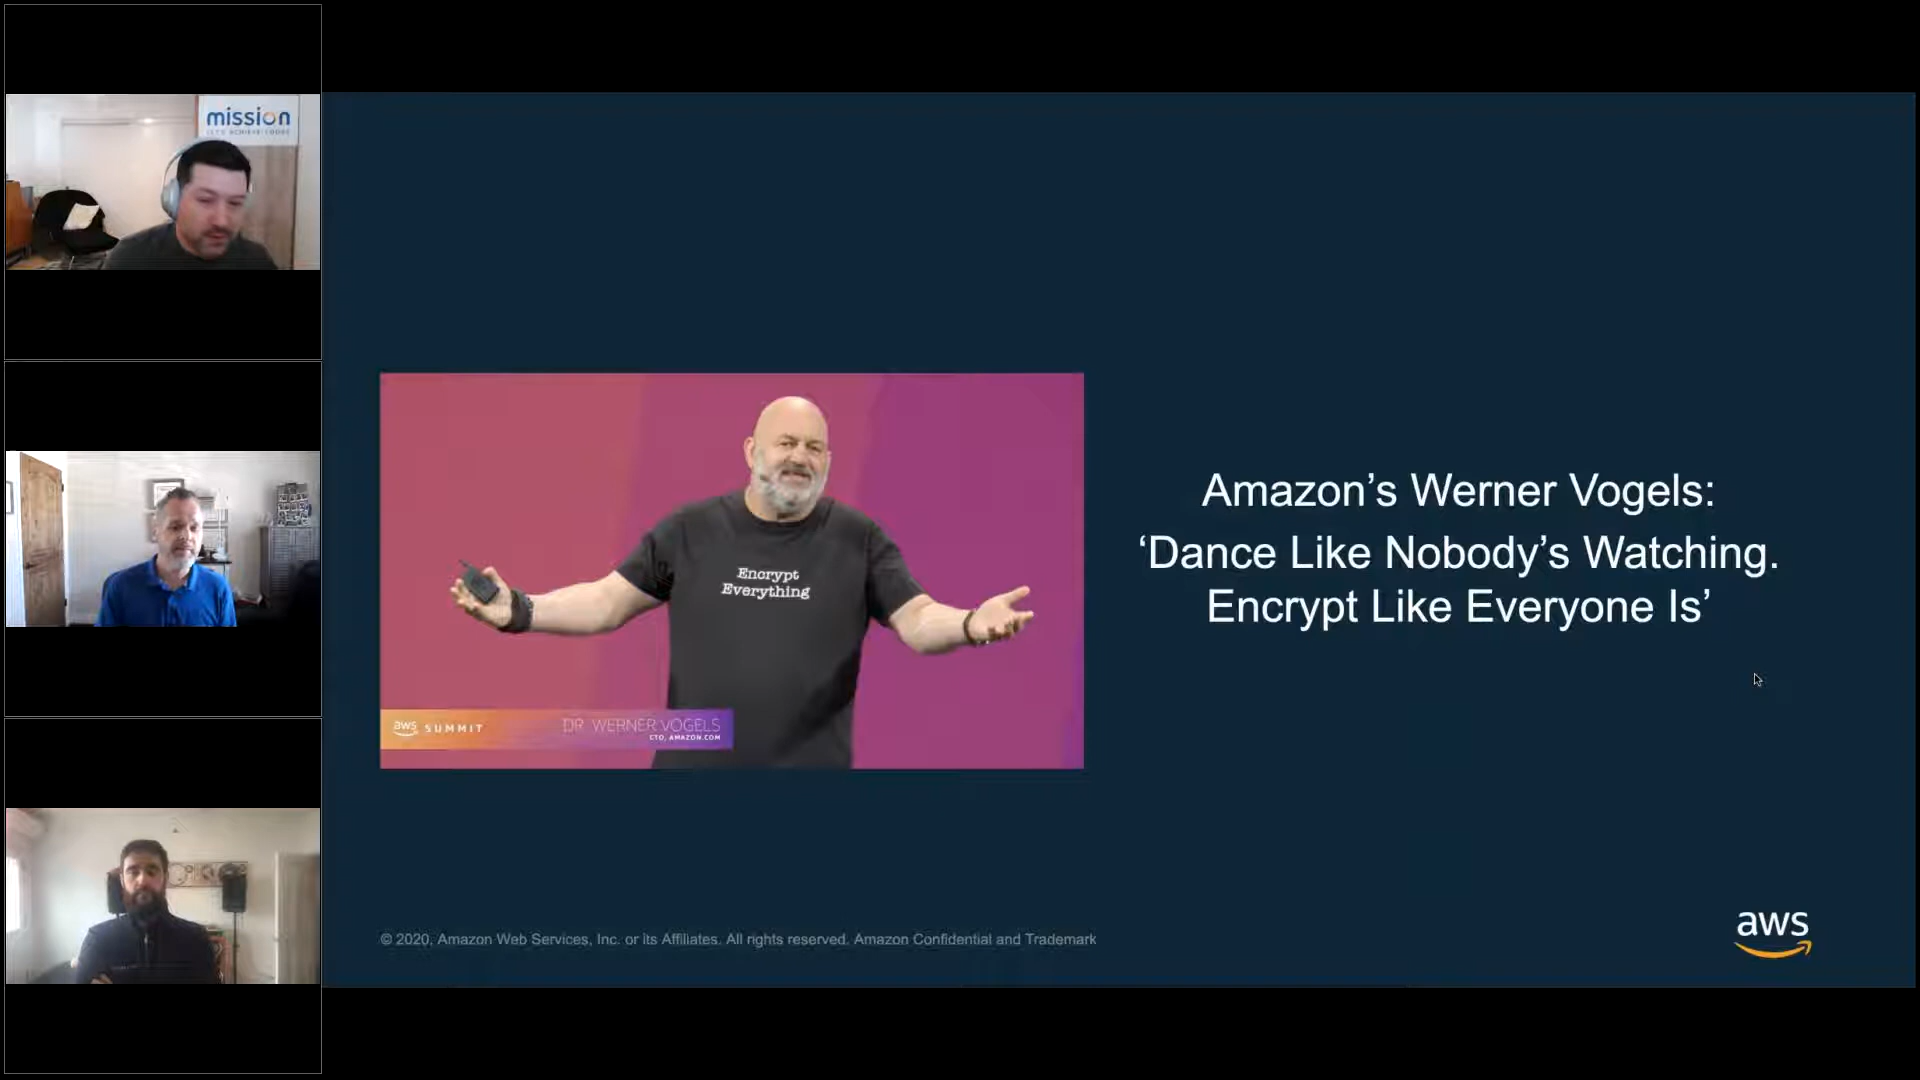 mission
Encrypt
Everything
aws SUMMIT
DR. WERNER VOGELS
CTO, AMAZON.COM
Amazon’s Werner Vogels:
‘Dance Like Nobody’s Watching.
Encrypt Like Everyone Is’
© 2020, Amazon Web Services, Inc. or its Affiliates. All rights reserved. Amazon Confidential and Trademark
aws